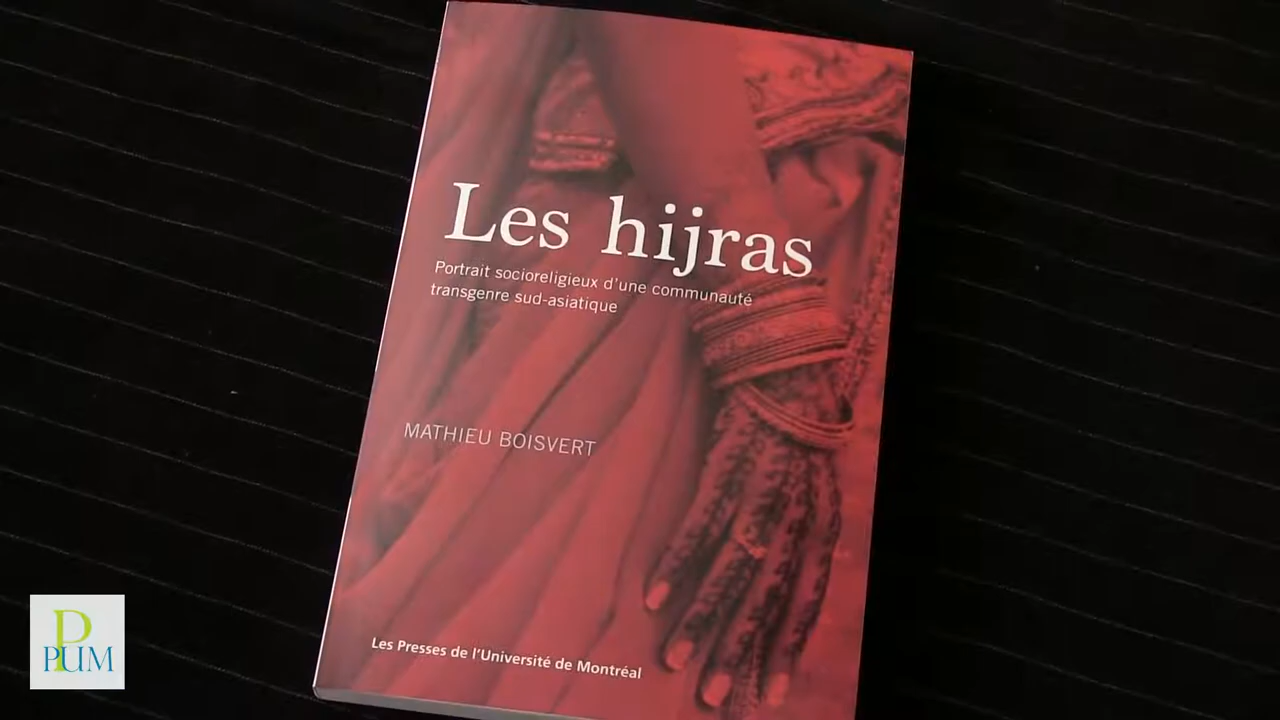 Les hijras
Portrait socioreligieux d'une communauté
transgenre sud-asiatique
MATHIEU BOISVERT
Les Presses de l'Université de Montréal
P
PUM